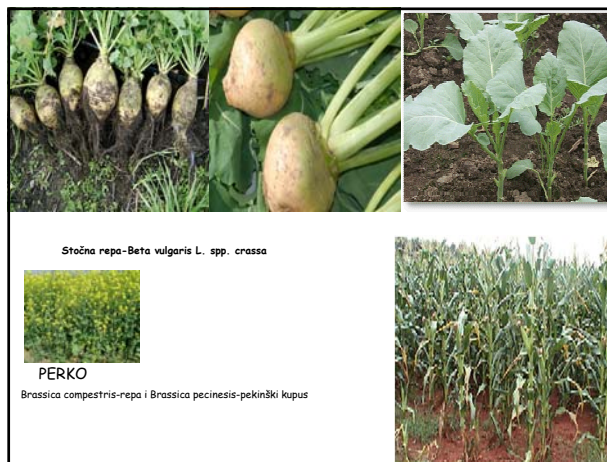 Stočna repa-Beta vulgaris L. spp. crassa
PERKO
Brassica compestris-repa i Brassica pecinesis-pekinški kupus